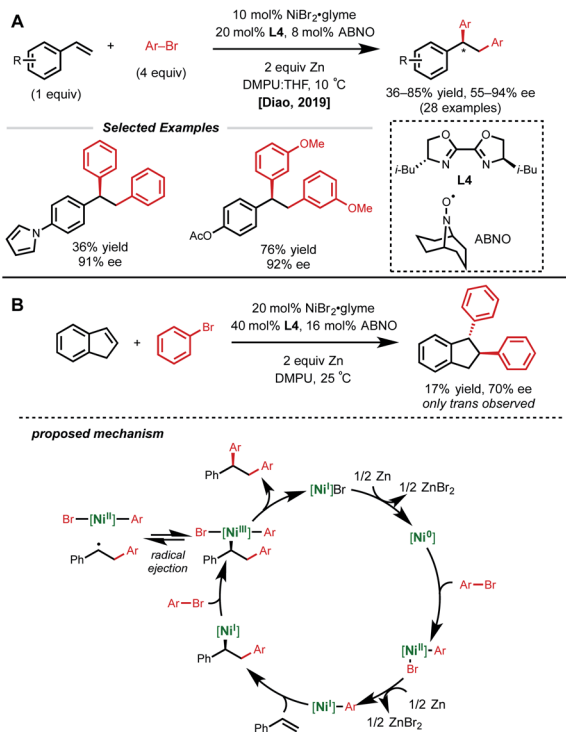 A
R
(1 equiv)
+
Ar–Br
(4 equiv)
10 mol% NiBr2•glyme
20 mol% L4, 8 mol% ABNO
2 equiv Zn
DMPU:THF, 10 ˚C
[Diao, 2019]
Ar
Ar
*
R
36–85% yield, 55–94% ee
(28 examples)
Selected Examples
N
36% yield
91% ee
OMe
OMe
AcO
76% yield
92% ee
O O
N N
i-Bu i-Bu
L4
O•
N
ABNO
B
+
Br
20 mol% NiBr2•glyme
40 mol% L4, 16 mol% ABNO
2 equiv Zn
DMPU, 25 ˚C
17% yield, 70% ee
only trans observed
proposed mechanism
Ar
Ph Ar
[NiI]Br
1/2 Zn
1/2 ZnBr2
[Ni0]
Ar–Br
[NiII]–Ar
Br
1/2 Zn
1/2 ZnBr2
[NiI]–Ar
Ph
[NiI]
Ph Ar
Ar–Br
Br–[NiIII]–Ar
Ph Ar
radical
ejection
Br–[NiII]–Ar
Ph • Ar